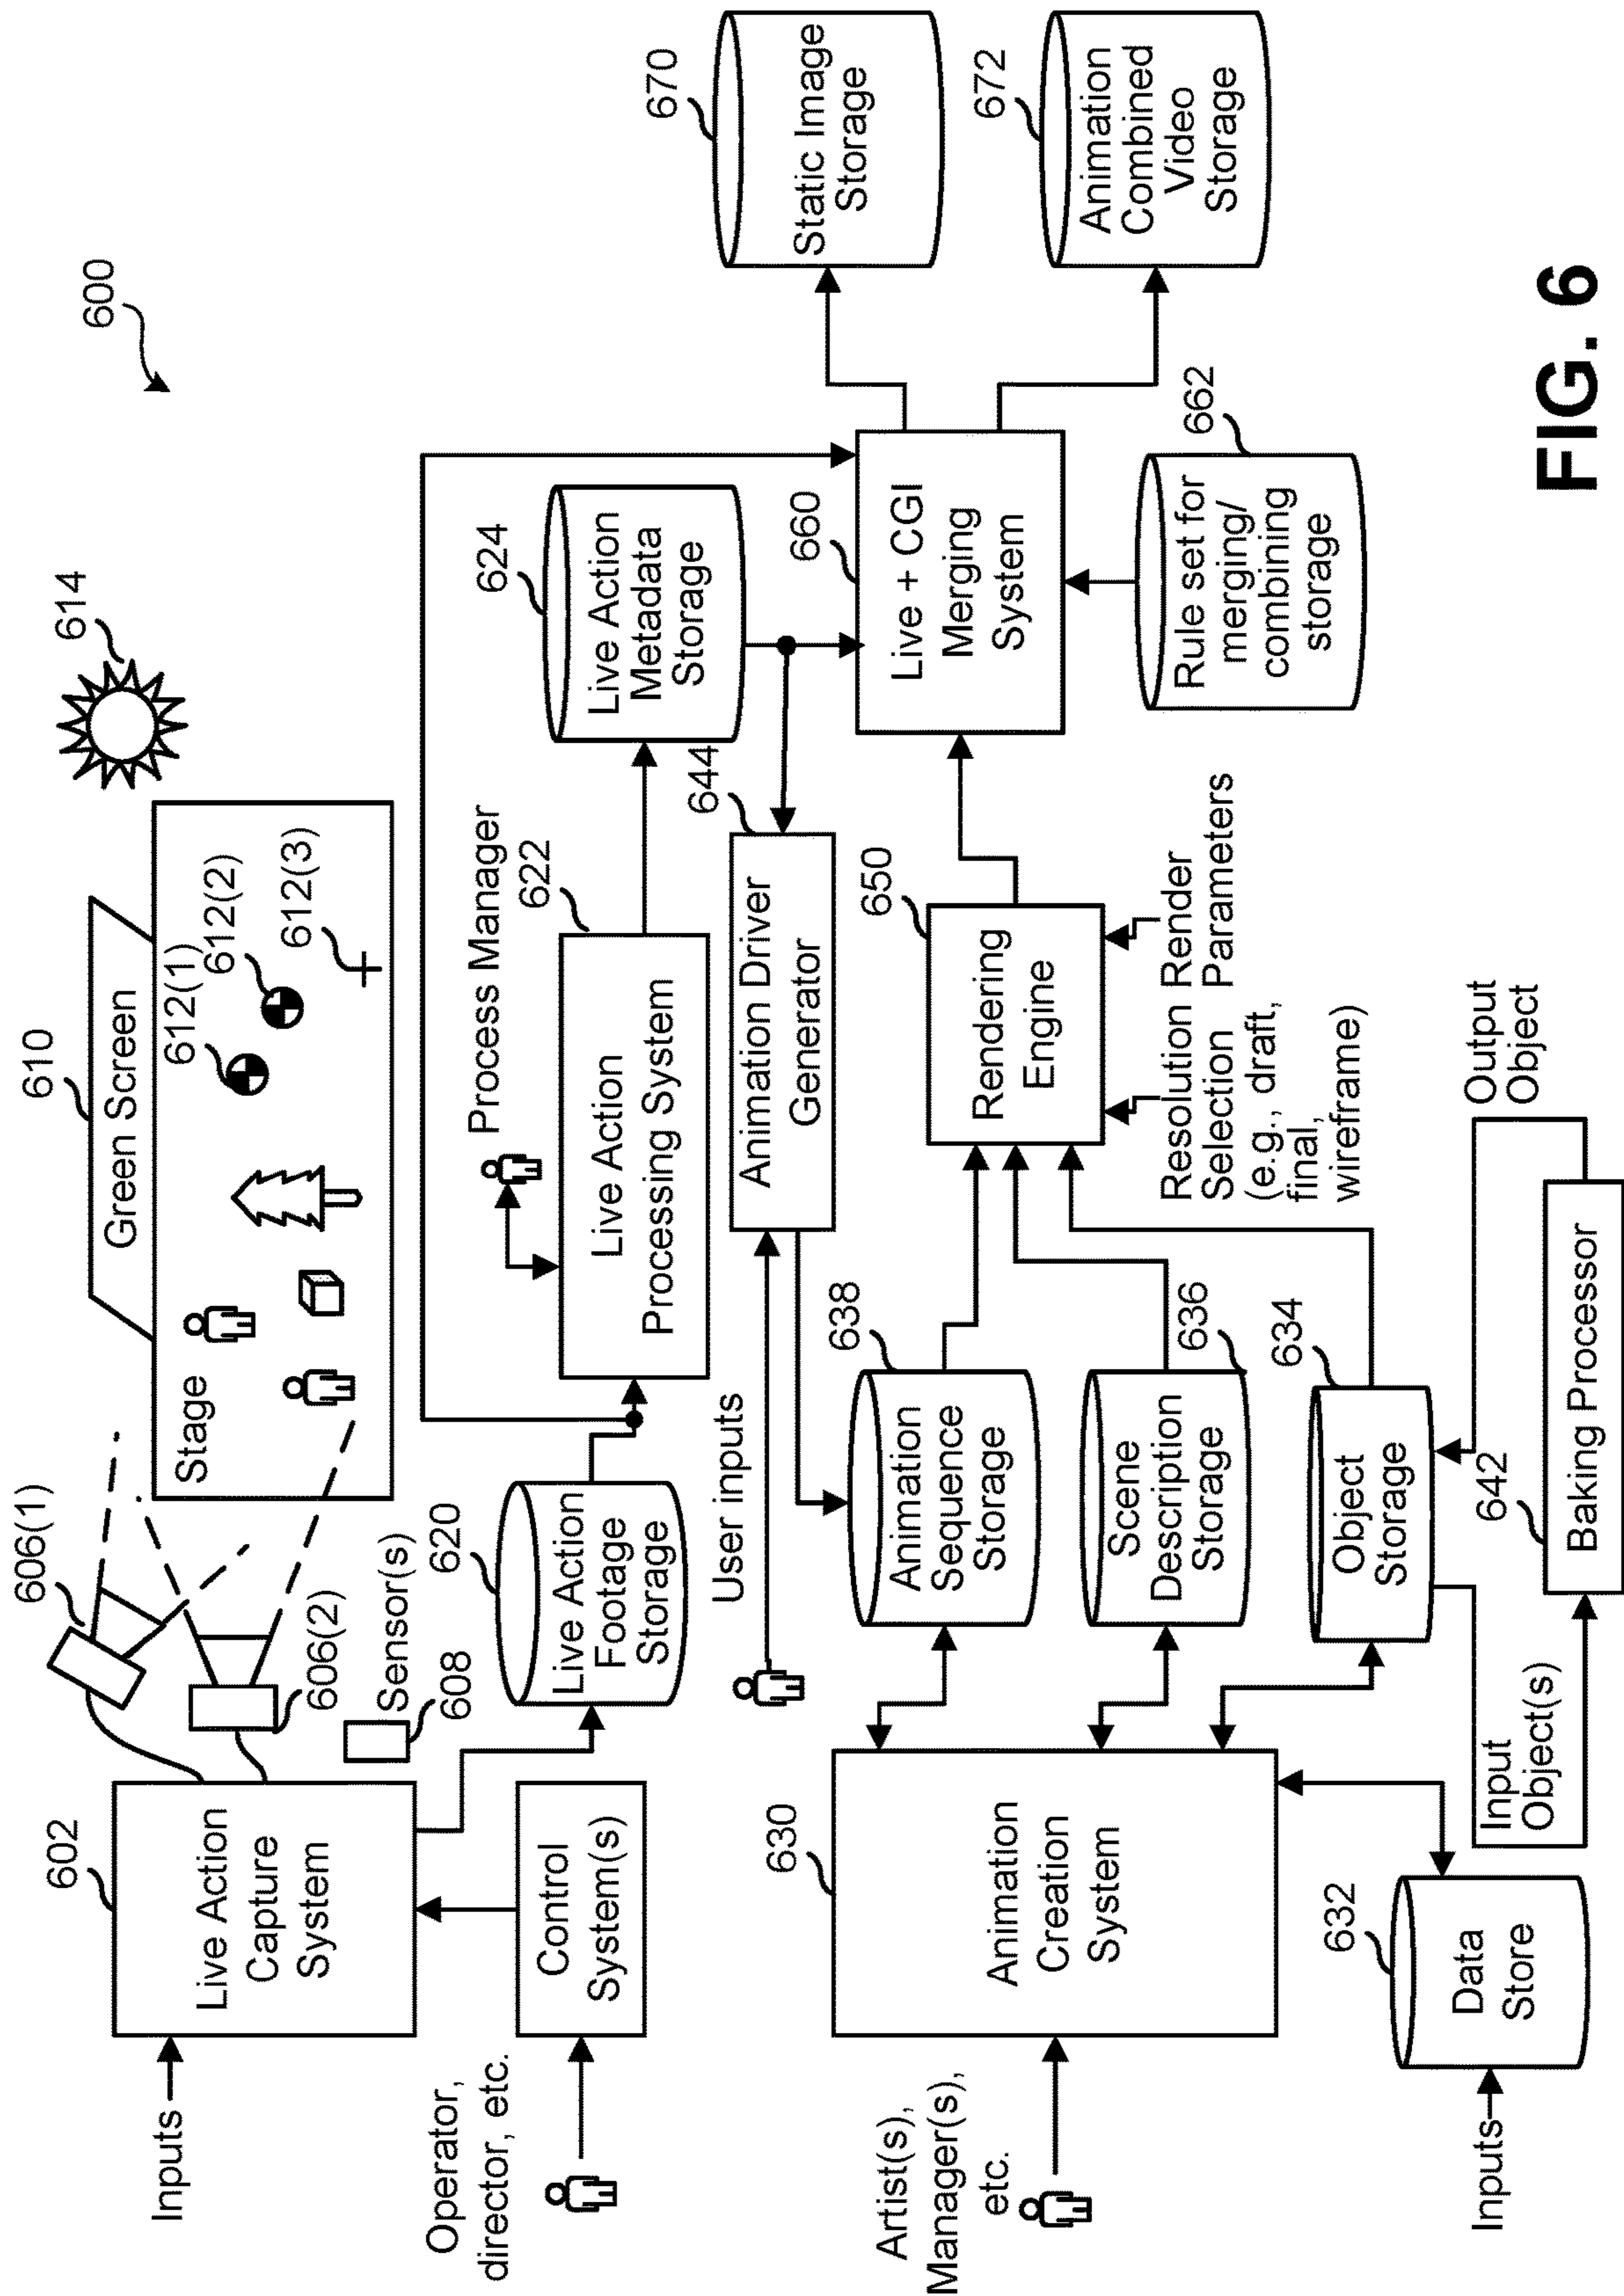 600
606(1)
606(2)
610
Green Screen
Stage
612(1)
612(2)
612(3)
614
602
Live Action
Capture
System
Inputs
Sensor(s)
608
Control
System(s)
Operator,
director, etc.
620
Live Action
Footage
Storage
Process Manager
622
Live Action
Processing System
624
Live Action
Metadata
Storage
User inputs
644
Animation Driver
Generator
630
Animation
Creation
System
Artist(s),
Manager(s),
etc.
638
Animation
Sequence
Storage
636
Scene
Description
Storage
634
Object
Storage
632
Data
Store
Inputs
Input
Object(s)
642
Baking Processor
Output
Object
650
Rendering
Engine
Resolution
Selection
(e.g., draft,
final,
wireframe)
Render
Parameters
660
Live + CGI
Merging
System
662
Rule set for
merging/
combining
storage
670
Static Image
Storage
672
Animation
Combined
Video
Storage
FIG. 6